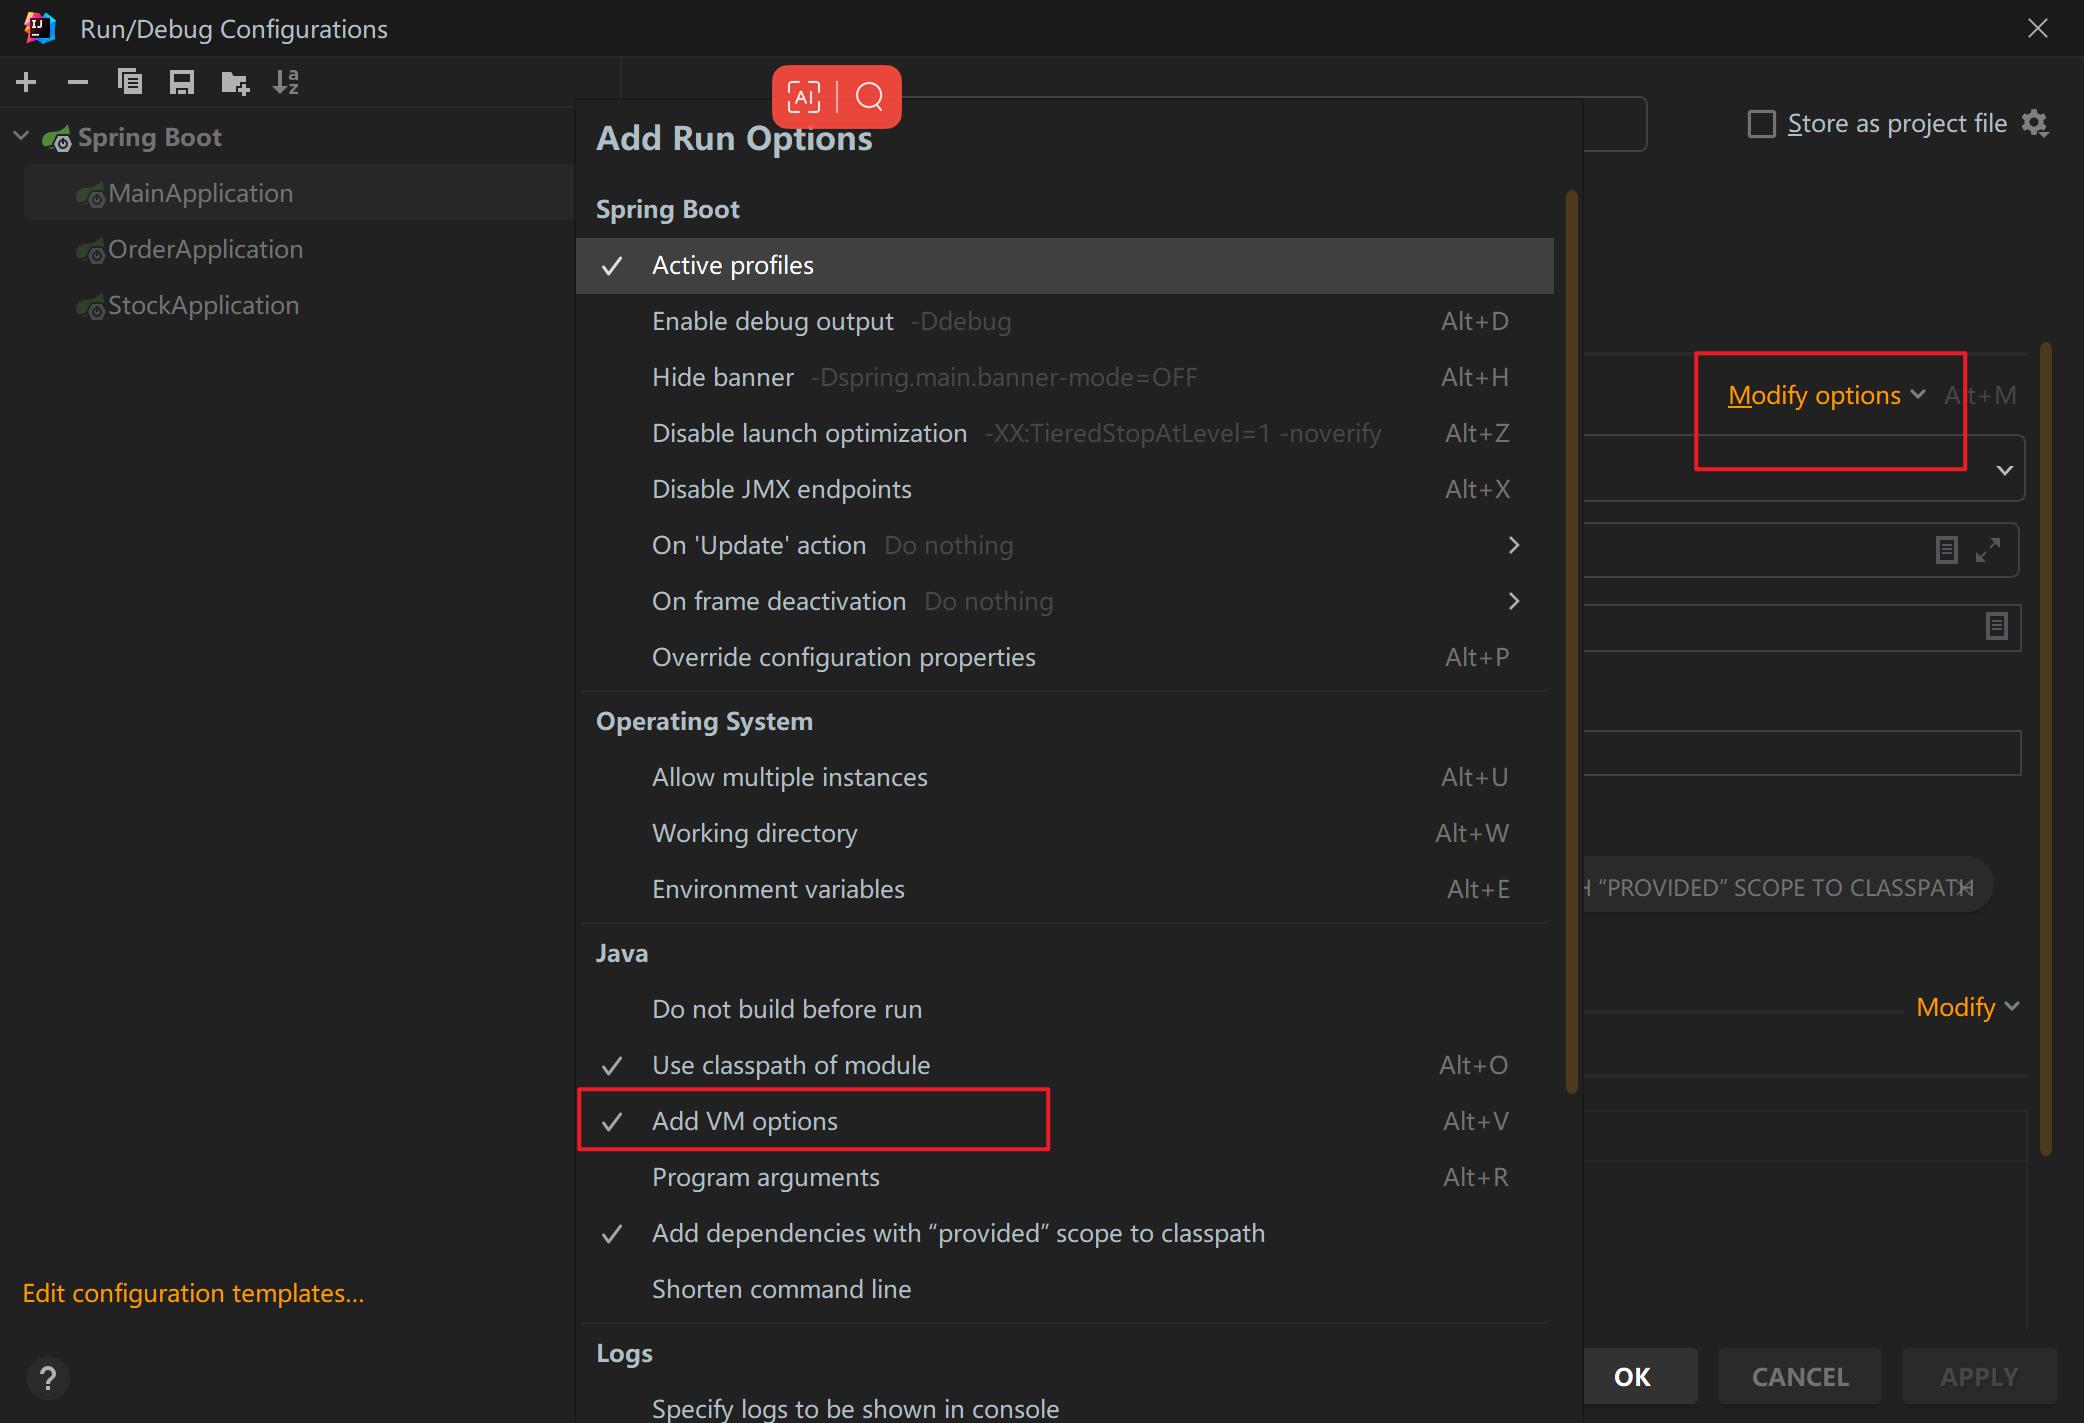 Run/Debug Configurations
Spring Boot
MainApplication
OrderApplication
StockApplication
Edit configuration templates...
?
AI
Add Run Options
Spring Boot
Active profiles
Enable debug output -Ddebug Alt+D
Hide banner -Dspring.main.banner-mode=OFF Alt+H
Disable launch optimization -XX:TieredStopAtLevel=1 -noverify Alt+Z
Disable JMX endpoints Alt+X
On 'Update' action Do nothing
On frame deactivation Do nothing
Override configuration properties Alt+P
Operating System
Allow multiple instances Alt+U
Working directory Alt+W
Environment variables Alt+E
Java
Do not build before run
Use classpath of module Alt+O
Add VM options Alt+V
Program arguments Alt+R
Add dependencies with “provided” scope to classpath
Shorten command line
Logs
Specify logs to be shown in console
Store as project file
Modify options Alt+M
“PROVIDED” SCOPE TO CLASSPATH
Modify
OK CANCEL APPLY